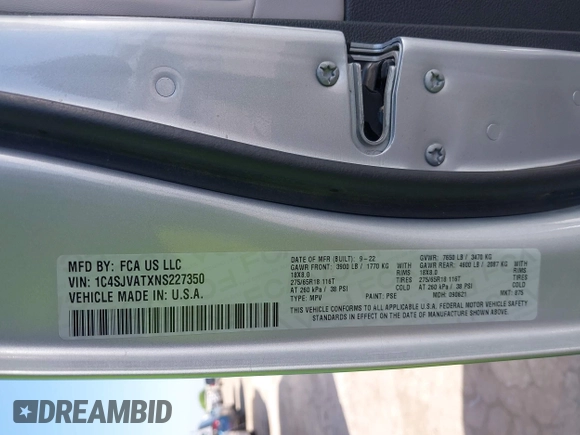 MFD BY: FCA US LLC
VIN: 1C4SJVATXNS227350
VEHICLE MADE IN: U.S.A.
DATE OF MFR (BUILT): 9-22
GAWR FRONT: 3900 LB / 1770 KG
18X8.0 RIMS
275/65R18 116T TIRES
AT 260 kPa / 38 PSI
TYPE: MPV PAINT: PSE
GVWR: 7650 LB / 3470 KG
GAWR REAR: 4600 LB / 2087 KG
18X8.0 RIMS
275/65R18 116T TIRES
AT 260 kPa / 38 PSI
MDH: 090621 MKT: 075
THIS VEHICLE CONFORMS TO ALL APPLICABLE U.S.A. FEDERAL MOTOR VEHICLE SAFETY STANDARDS IN
EFFECT ON THE DATE OF MANUFACTURE SHOWN ABOVE.
DREAMBID